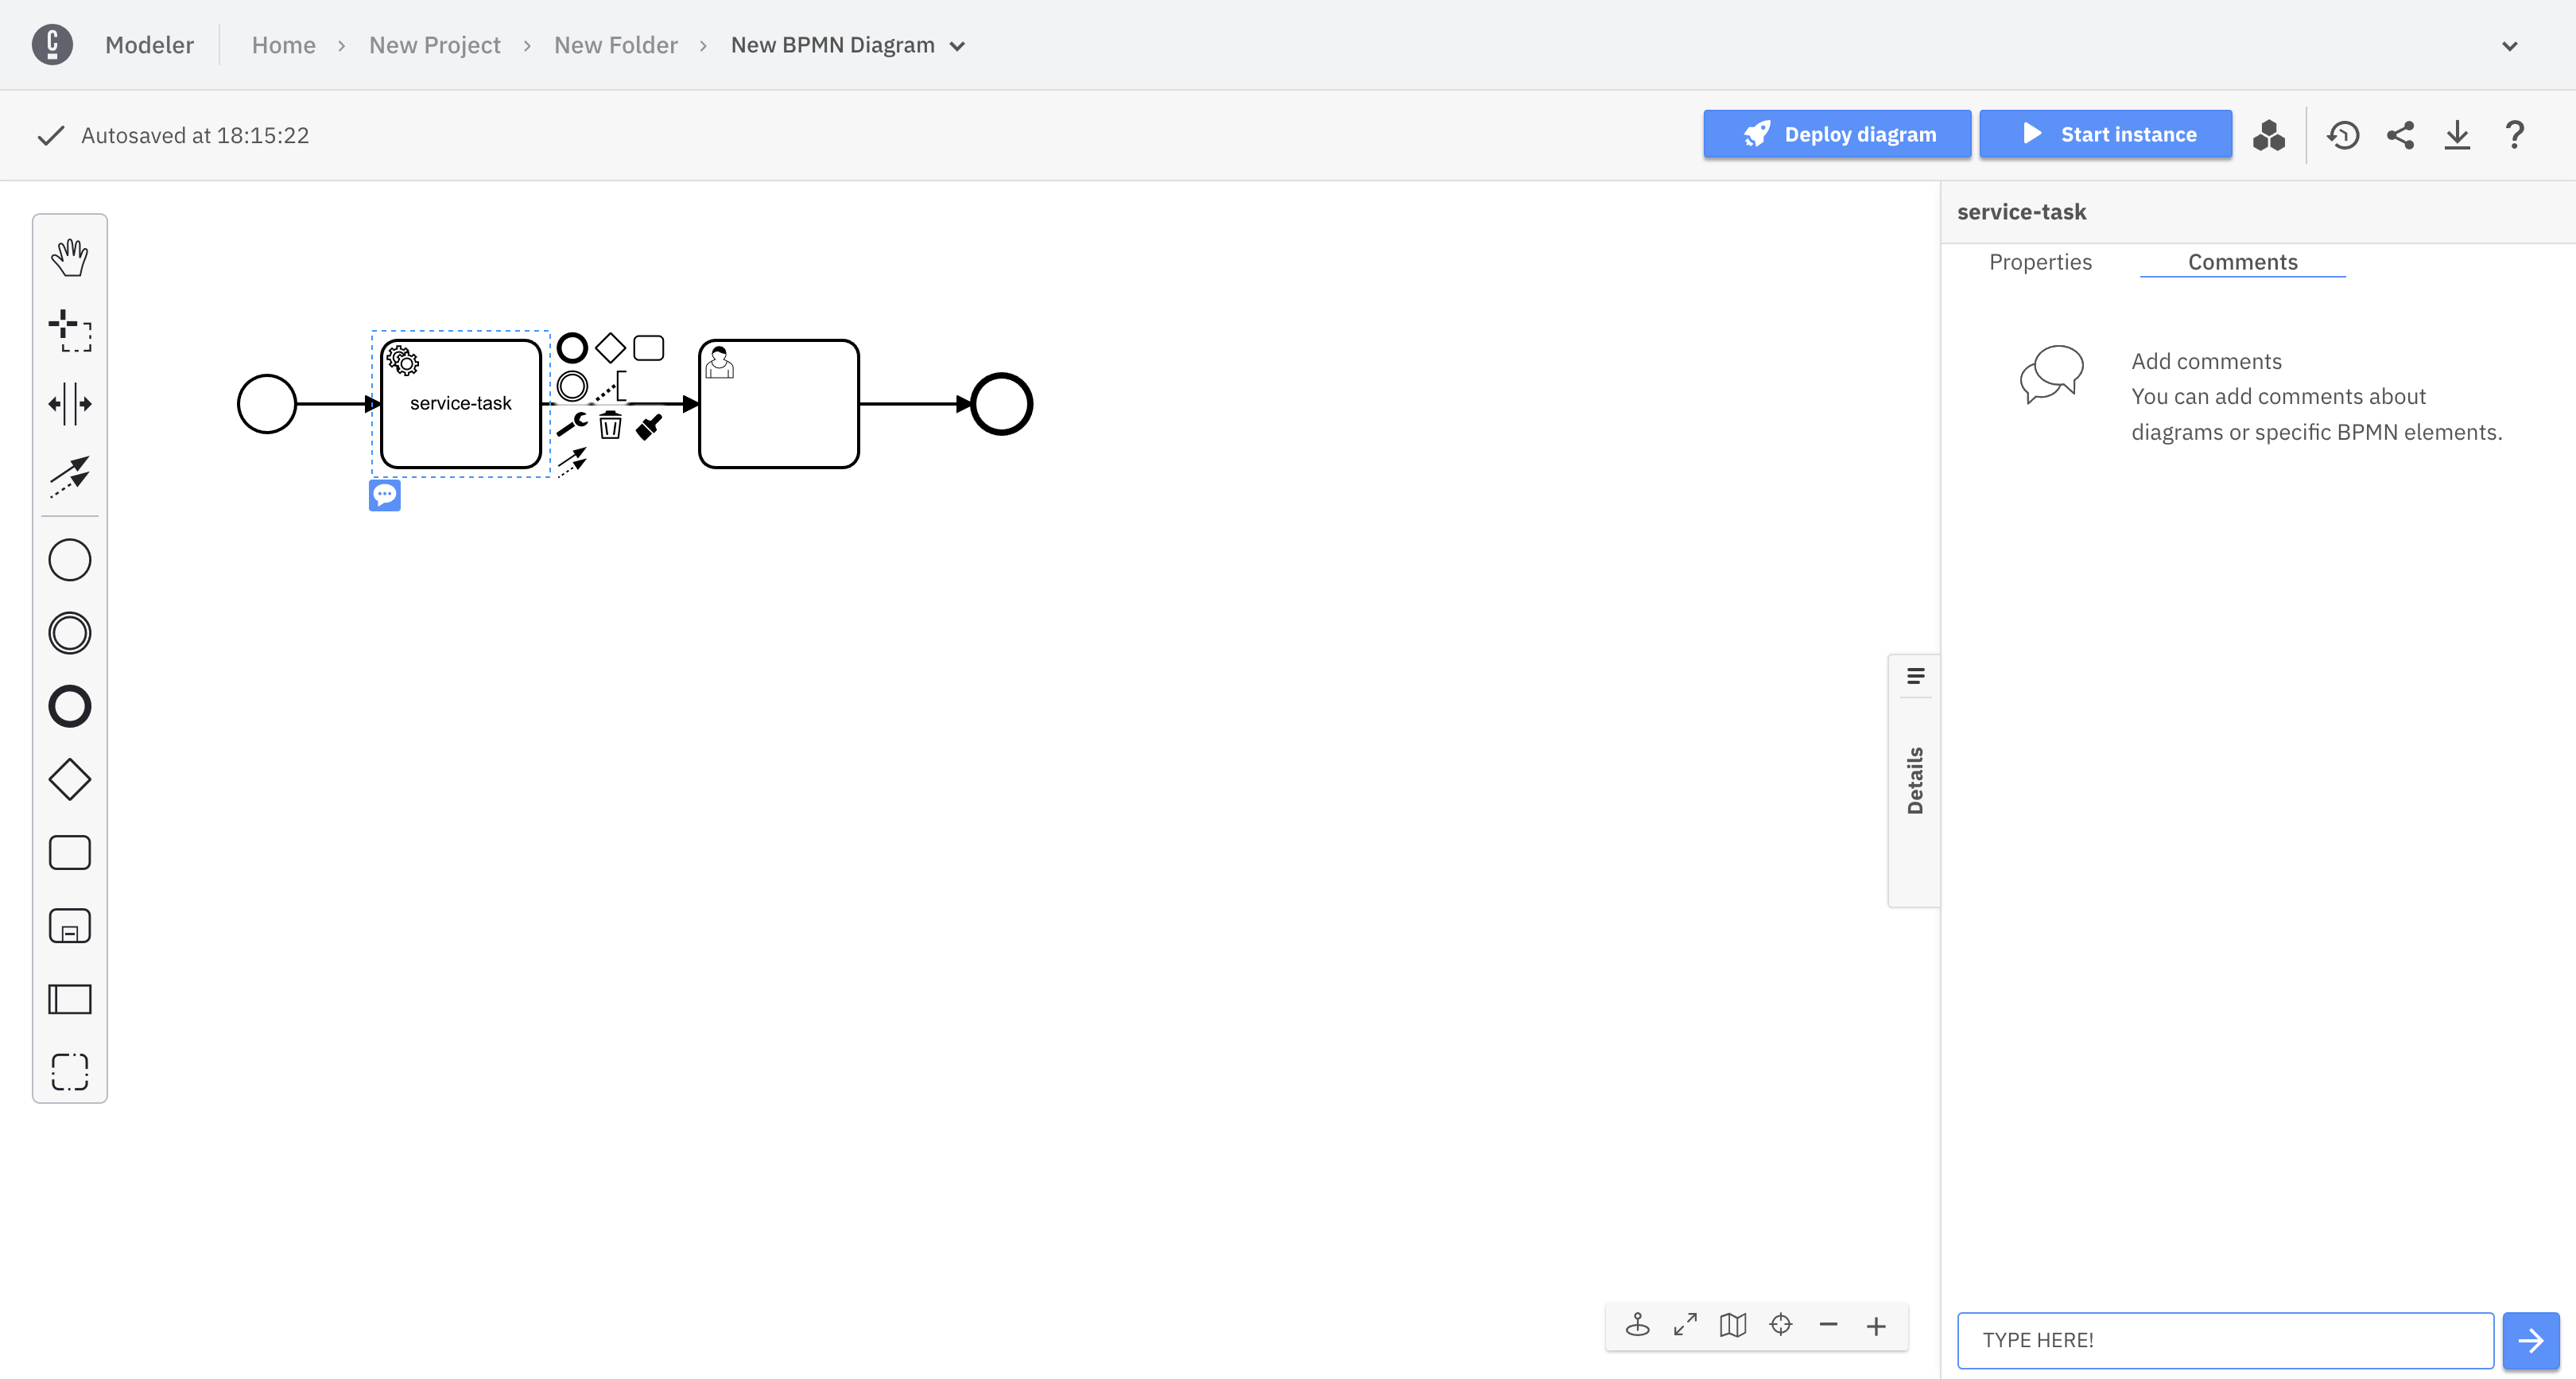 Modeler
Home > New Project > New Folder > New BPMN Diagram
Autosaved at 18:15:22
Deploy diagram
Start instance
?
service-task
Properties
Comments
service-task
Add comments
You can add comments about
diagrams or specific BPMN elements.
Details
TYPE HERE!